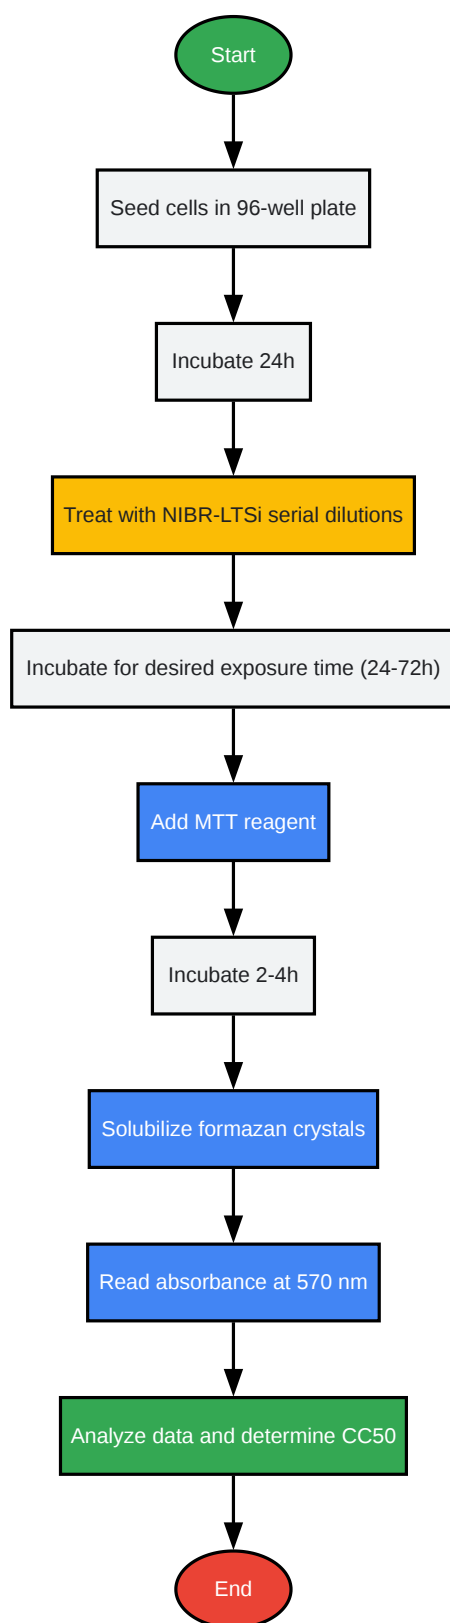 Start
Seed cells in 96-well plate
Incubate 24h
Treat with NIBR-LTSi serial dilutions
Incubate for desired exposure time (24-72h)
Add MTT reagent
Incubate 2-4h
Solubilize formazan crystals
Read absorbance at 570 nm
Analyze data and determine CC50
End